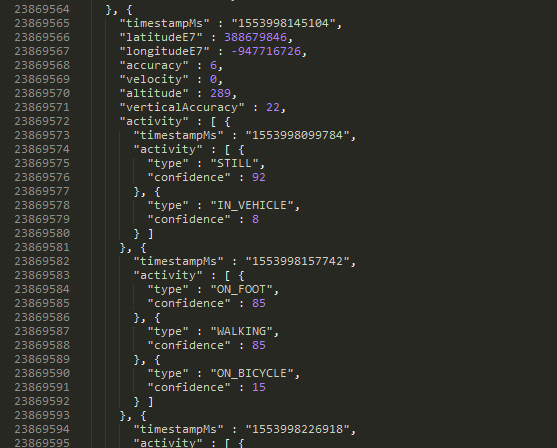 23869564 }, {
23869565 "timestampMs" : "1553998145104",
23869566 "latitudeE7" : 388679846,
23869567 "longitudeE7" : -947716726,
23869568 "accuracy" : 6,
23869569 "velocity" : 0,
23869570 "altitude" : 289,
23869571 "verticalAccuracy" : 22,
23869572 "activity" : [ {
23869573 "timestampMs" : "1553998099784",
23869574 "activity" : [ {
23869575 "type" : "STILL",
23869576 "confidence" : 92
23869577 }, {
23869578 "type" : "IN_VEHICLE",
23869579 "confidence" : 8
23869580 } ]
23869581 }, {
23869582 "timestampMs" : "1553998157742",
23869583 "activity" : [ {
23869584 "type" : "ON_FOOT",
23869585 "confidence" : 85
23869586 }, {
23869587 "type" : "WALKING",
23869588 "confidence" : 85
23869589 }, {
23869590 "type" : "ON_BICYCLE",
23869591 "confidence" : 15
23869592 } ]
23869593 }, {
23869594 "timestampMs" : "1553998226918",
23869595 "activity" : [ {